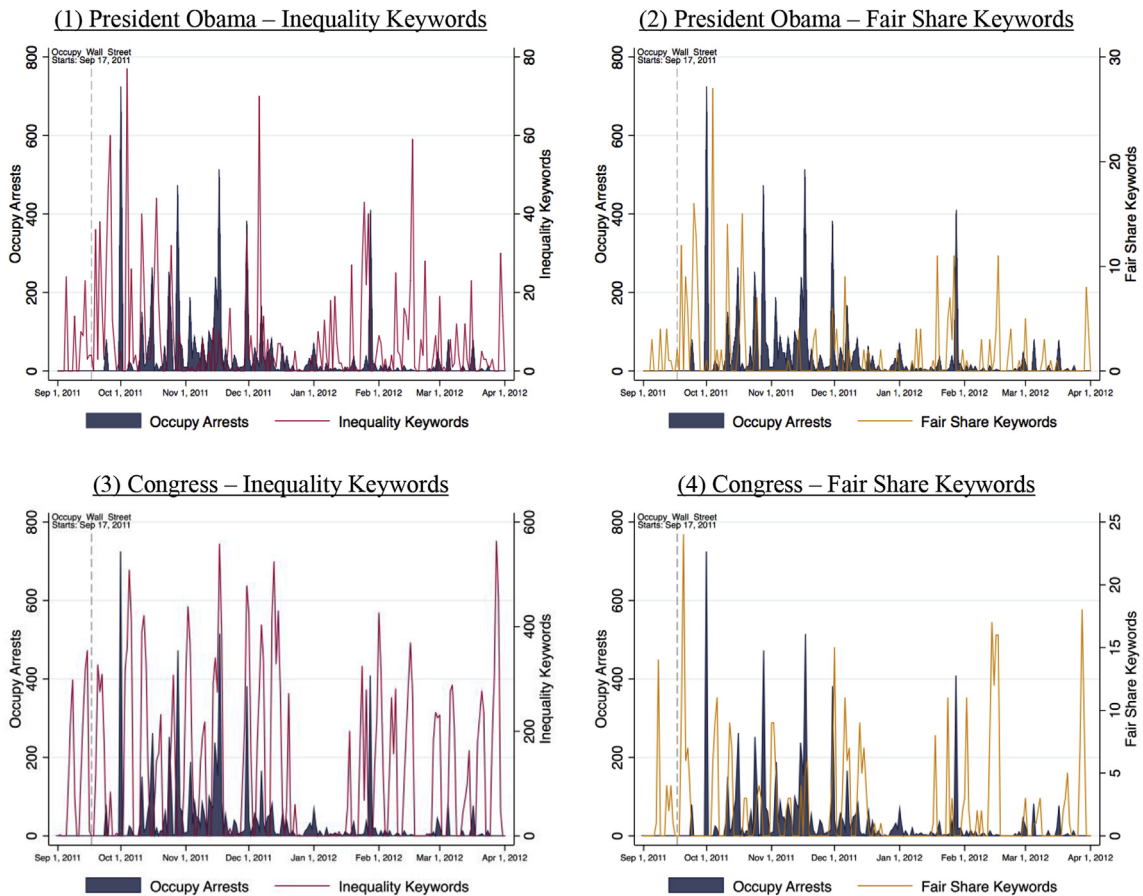 (1) President Obama – Inequality Keywords
Occupy_Wall_Street
Starts: Sep 17, 2011
800
600
400
200
0
Occupy Arrests
80
60
40
20
0
Inequality Keywords
Sep 1, 2011 Oct 1, 2011 Nov 1, 2011 Dec 1, 2011 Jan 1, 2012 Feb 1, 2012 Mar 1, 2012 Apr 1, 2012
Occupy Arrests Inequality Keywords
(2) President Obama – Fair Share Keywords
Occupy_Wall_Street
Starts: Sep 17, 2011
800
600
400
200
0
Occupy Arrests
30
20
10
0
Fair Share Keywords
Sep 1, 2011 Oct 1, 2011 Nov 1, 2011 Dec 1, 2011 Jan 1, 2012 Feb 1, 2012 Mar 1, 2012 Apr 1, 2012
Occupy Arrests Fair Share Keywords
(3) Congress – Inequality Keywords
Occupy_Wall_Street
Starts: Sep 17, 2011
800
600
400
200
0
Occupy Arrests
600
400
200
0
Inequality Keywords
Sep 1, 2011 Oct 1, 2011 Nov 1, 2011 Dec 1, 2011 Jan 1, 2012 Feb 1, 2012 Mar 1, 2012 Apr 1, 2012
Occupy Arrests Inequality Keywords
(4) Congress – Fair Share Keywords
Occupy_Wall_Street
Starts: Sep 17, 2011
800
600
400
200
0
Occupy Arrests
25
20
15
10
5
0
Fair Share Keywords
Sep 1, 2011 Oct 1, 2011 Nov 1, 2011 Dec 1, 2011 Jan 1, 2012 Feb 1, 2012 Mar 1, 2012 Apr 1, 2012
Occupy Arrests Fair Share Keywords